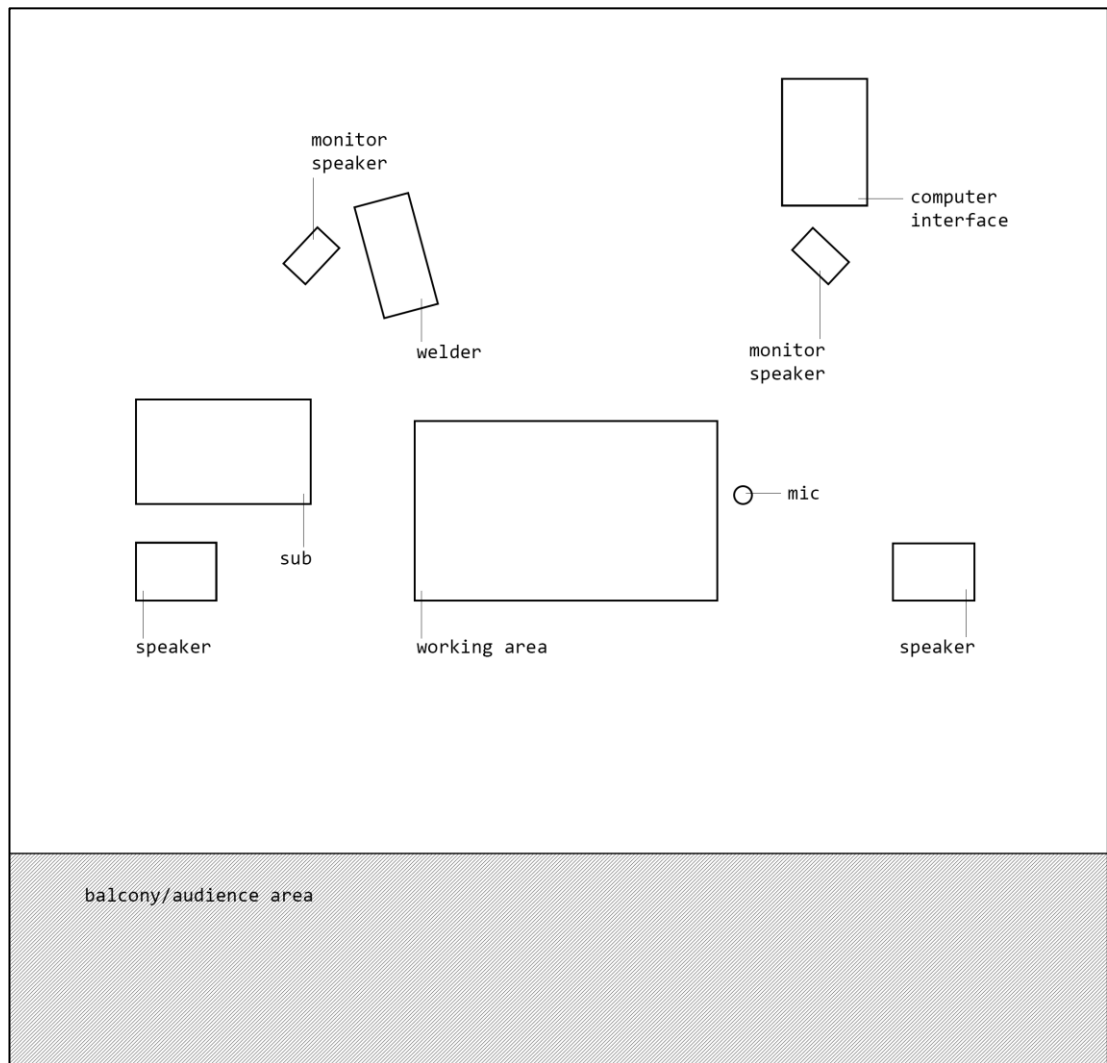 monitor
speaker
computer
interface
welder
monitor
speaker
mic
sub
speaker
working area
speaker
balcony/audience area